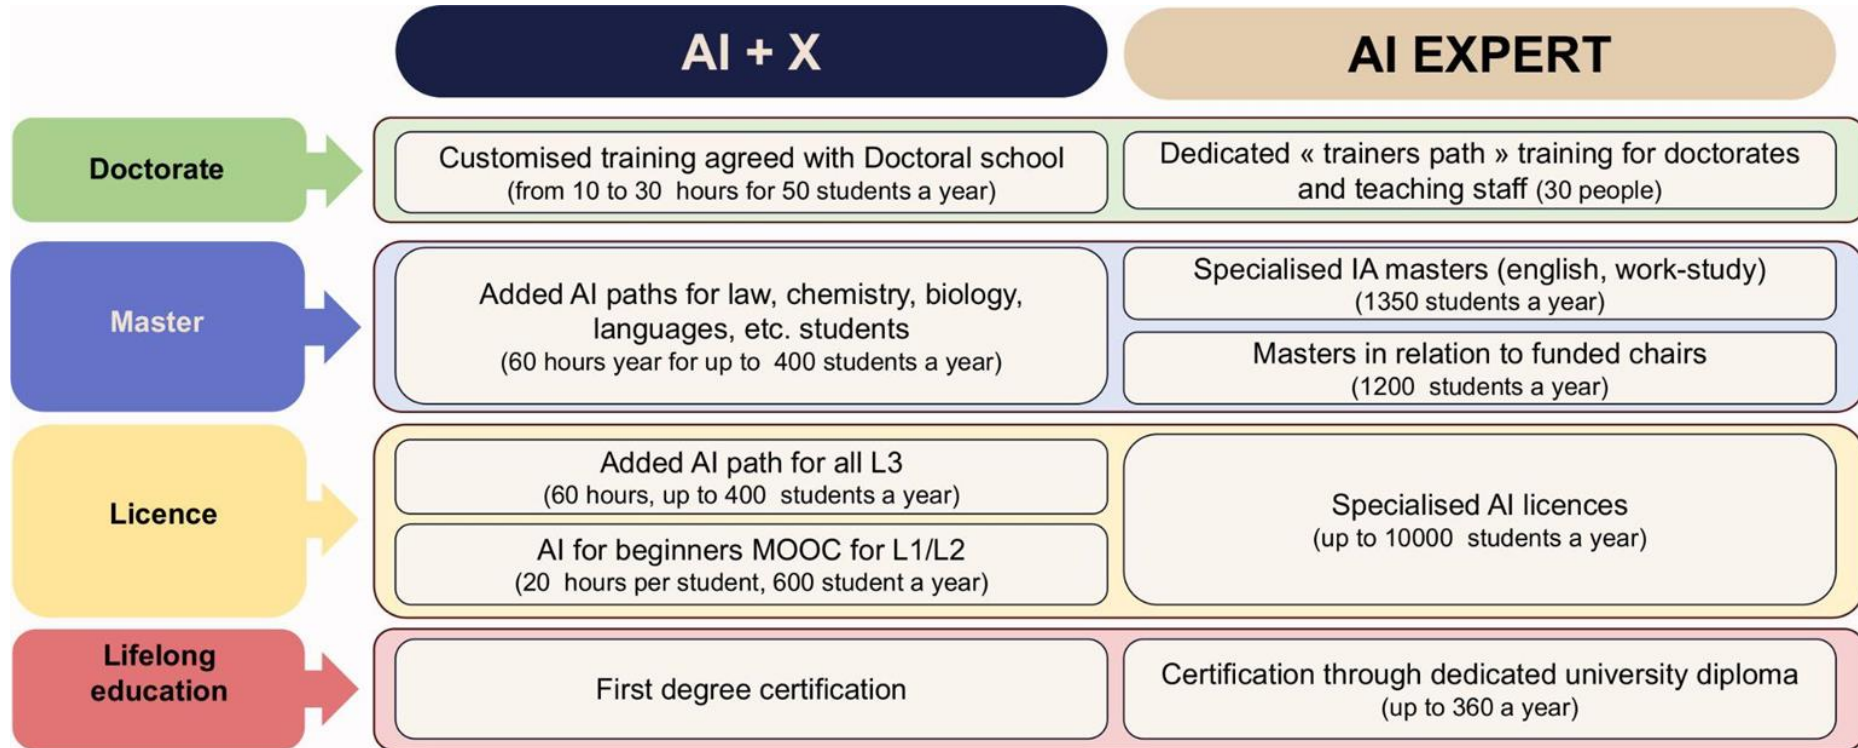 AI + X
AI EXPERT
Doctorate
Customised training agreed with Doctoral school
(from 10 to 30 hours for 50 students a year)
Dedicated « trainers path » training for doctorates
and teaching staff (30 people)
Master
Added AI paths for law, chemistry, biology,
languages, etc. students
(60 hours year for up to 400 students a year)
Specialised IA masters (english, work-study)
(1350 students a year)
Masters in relation to funded chairs
(1200 students a year)
Licence
Added AI path for all L3
(60 hours, up to 400 students a year)
AI for beginners MOOC for L1/L2
(20 hours per student, 600 student a year)
Specialised AI licences
(up to 10000 students a year)
Lifelong
education
First degree certification
Certification through dedicated university diploma
(up to 360 a year)